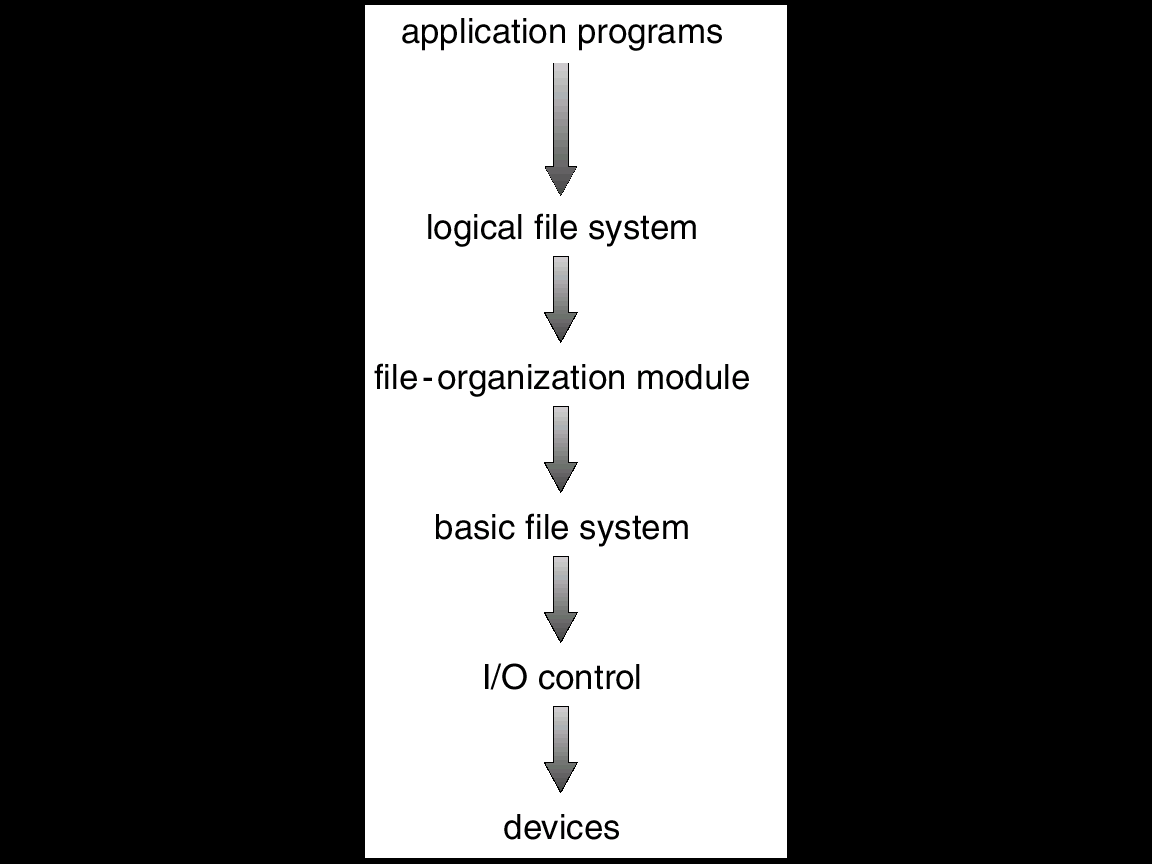 application programs
logical file system
file-organization module
basic file system
I/O control
devices